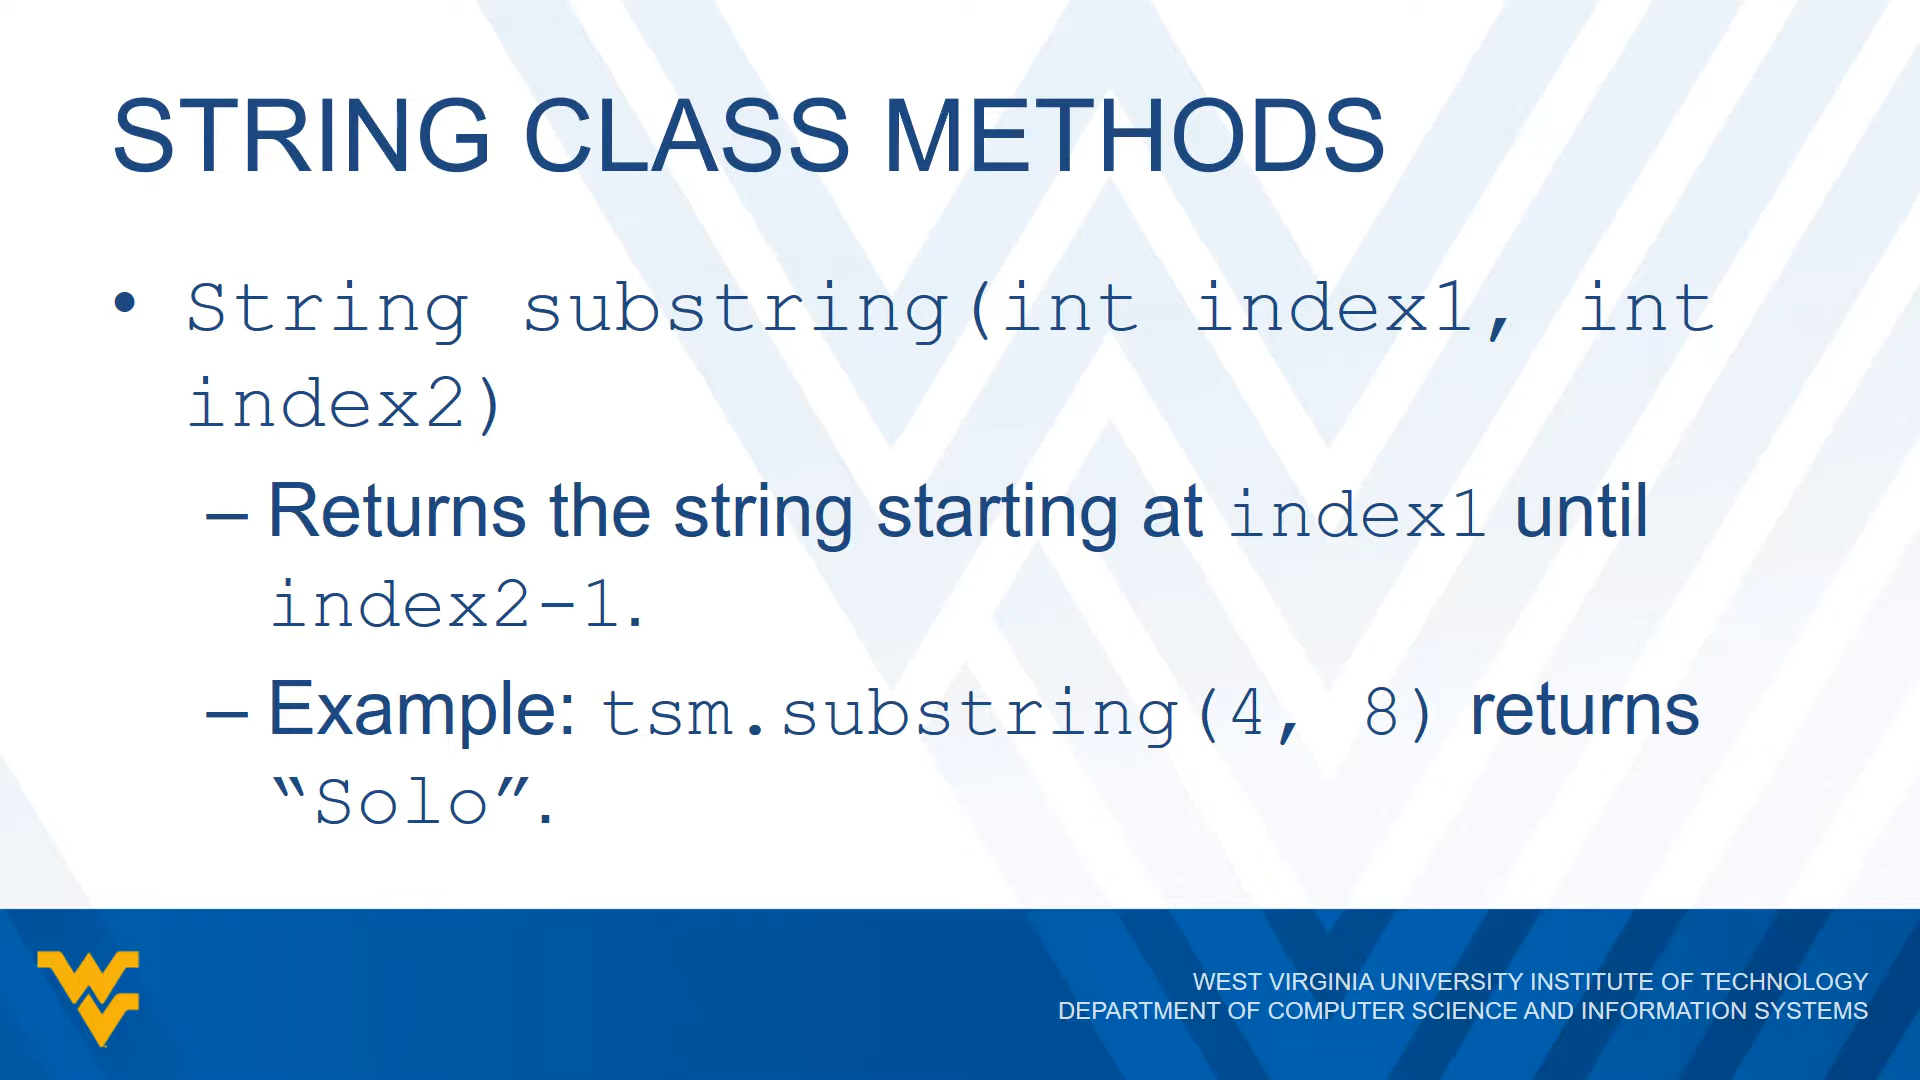 STRING CLASS METHODS
• String substring(int index1, int
index2)
– Returns the string starting at index1 until
index2-1.
– Example: tsm.substring(4, 8) returns
“Solo”.
WEST VIRGINIA UNIVERSITY INSTITUTE OF TECHNOLOGY
DEPARTMENT OF COMPUTER SCIENCE AND INFORMATION SYSTEMS